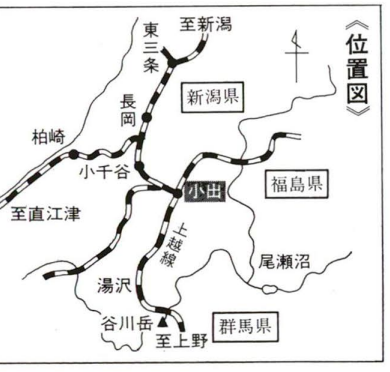 《位置図》
至新潟
東三条
長岡
新潟県
柏崎
小千谷
小出
福島県
至直江津
上越線
尾瀬沼
湯沢
谷川岳
群馬県
至上野